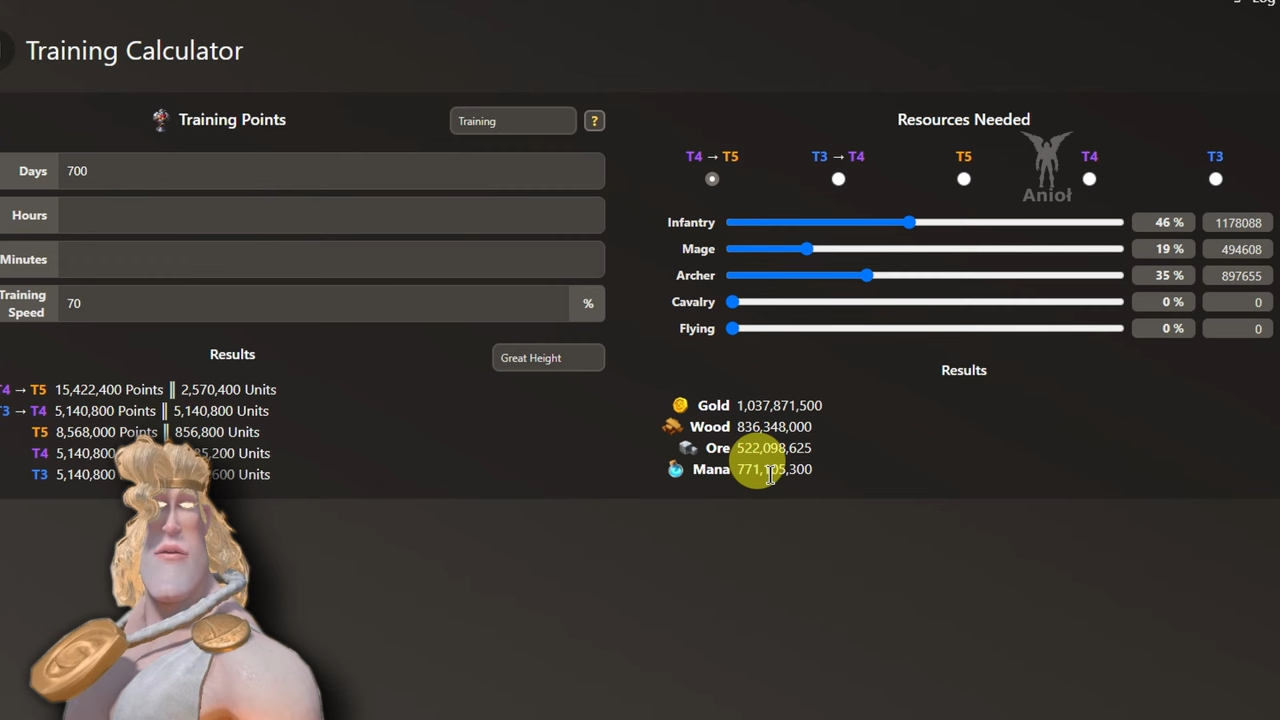 Training Calculator
Training Points
Training
?
Days 700
Hours
Minutes
Training Speed 70 %
Results
Great Height
→ T5 15,422,400 Points ‖ 2,570,400 Units
→ T4 5,140,800 Points ‖ 5,140,800 Units
T5 8,568,000 Points ‖ 856,800 Units
T4 5,140,800
T3 5,140,800
Resources Needed
T4 → T5
T3 → T4
T5
T4
T3
Anioł
Infantry 46 % 1178088
Mage 19 % 494608
Archer 35 % 897655
Cavalry 0 % 0
Flying 0 % 0
Results
Gold 1,037,871,500
Wood 836,348,000
Ore 522,098,625
Mana